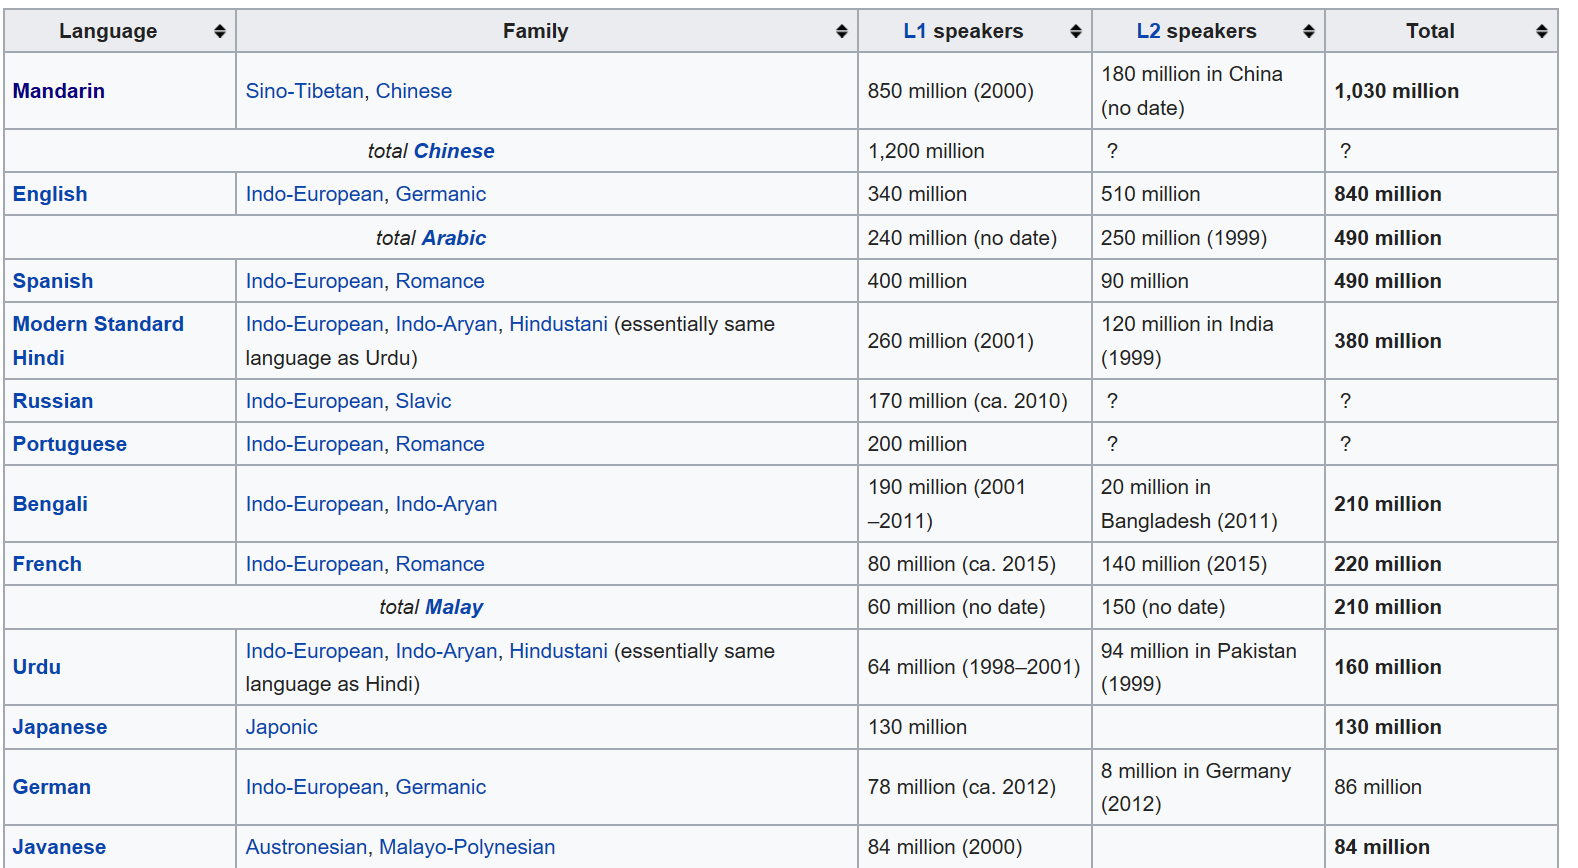 Language Family L1 speakers L2 speakers Total
Mandarin Sino-Tibetan, Chinese 850 million (2000) 180 million in China (no date) 1,030 million
total Chinese 1,200 million ? ?
English Indo-European, Germanic 340 million 510 million 840 million
total Arabic 240 million (no date) 250 million (1999) 490 million
Spanish Indo-European, Romance 400 million 90 million 490 million
Modern Standard Hindi Indo-European, Indo-Aryan, Hindustani (essentially same language as Urdu) 260 million (2001) 120 million in India (1999) 380 million
Russian Indo-European, Slavic 170 million (ca. 2010) ? ?
Portuguese Indo-European, Romance 200 million ? ?
Bengali Indo-European, Indo-Aryan 190 million (2001–2011) 20 million in Bangladesh (2011) 210 million
French Indo-European, Romance 80 million (ca. 2015) 140 million (2015) 220 million
total Malay 60 million (no date) 150 (no date) 210 million
Urdu Indo-European, Indo-Aryan, Hindustani (essentially same language as Hindi) 64 million (1998–2001) 94 million in Pakistan (1999) 160 million
Japanese Japonic 130 million 130 million
German Indo-European, Germanic 78 million (ca. 2012) 8 million in Germany (2012) 86 million
Javanese Austronesian, Malayo-Polynesian 84 million (2000) 84 million